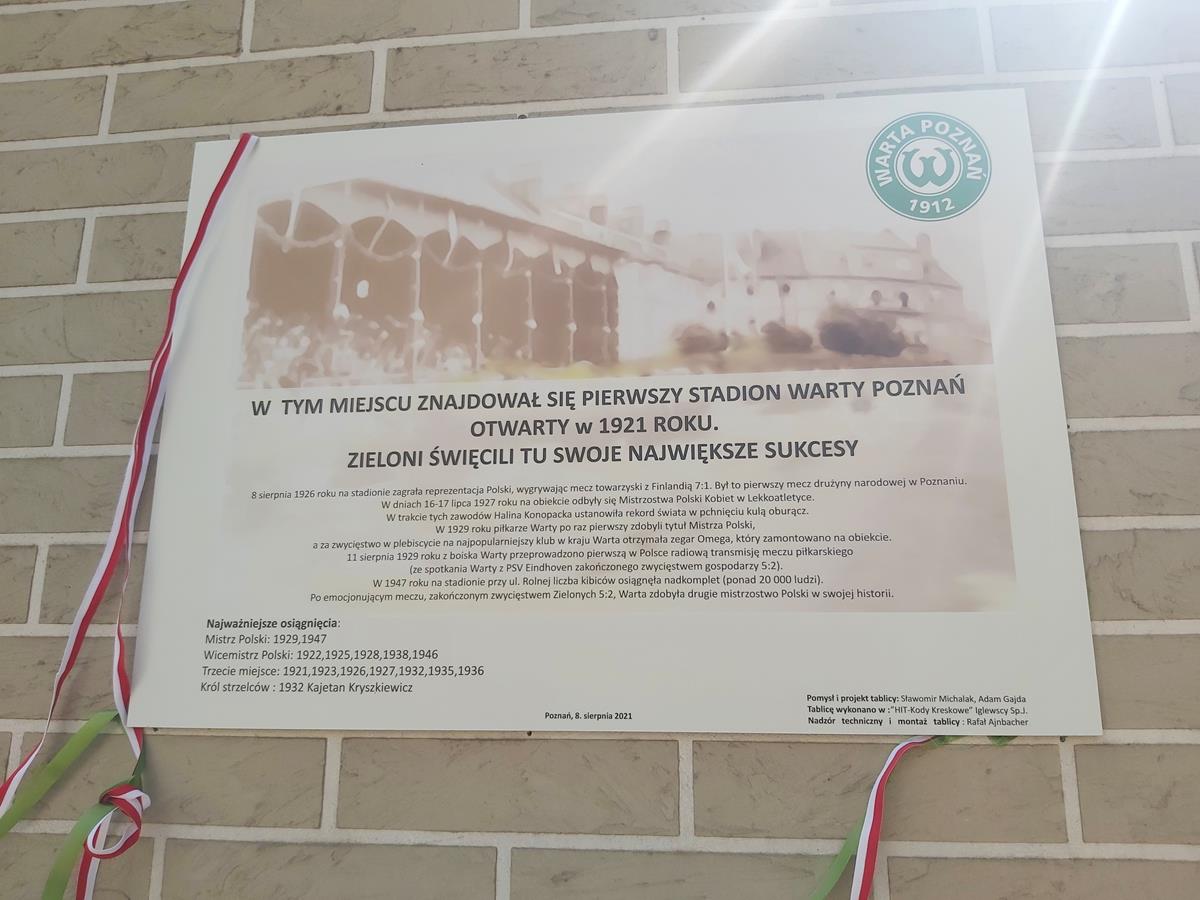 WARTA POZNAŃ
W
1912
W TYM MIEJSCU ZNAJDOWAŁ SIĘ PIERWSZY STADION WARTY POZNAŃ
OTWARTY w 1921 ROKU.
ZIELONI ŚWIĘCILI TU SWOJE NAJWIĘKSZE SUKCESY
8 sierpnia 1926 roku na stadionie zagrała reprezentacja Polski, wygrywając mecz towarzyski z Finlandią 7:1. Był to pierwszy mecz drużyny narodowej w Poznaniu.
W dniach 16-17 lipca 1927 roku na obiekcie odbyły się Mistrzostwa Polski Kobiet w Lekkoatletyce.
W trakcie tych zawodów Halina Konopacka ustanowiła rekord świata w pchnięciu kulą oburącz.
W 1929 roku piłkarze Warty po raz pierwszy zdobyli tytuł Mistrza Polski,
a za zwycięstwo w plebiscycie na najpopularniejszy klub w kraju Warta otrzymała zegar Omega, który zamontowano na obiekcie.
11 sierpnia 1929 roku z boiska Warty przeprowadzono pierwszą w Polsce radiową transmisję meczu piłkarskiego
(ze spotkania Warty z PSV Eindhoven zakończonego zwycięstwem gospodarzy 5:2).
W 1947 roku na stadionie przy ul. Rolnej liczba kibiców osiągnęła nadkomplet (ponad 20 000 ludzi).
Po emocjonującym meczu, zakończonym zwycięstwem Zielonych 5:2, Warta zdobyła drugie mistrzostwo Polski w swojej historii.
Najważniejsze osiągnięcia:
Mistrz Polski: 1929,1947
Wicemistrz Polski: 1922,1925,1928,1938,1946
Trzecie miejsce: 1921,1923,1926,1927,1932,1935,1936
Król strzelców : 1932 Kajetan Kryszkiewicz
Poznań, 8. sierpnia 2021
Pomysł i projekt tablicy: Sławomir Michalak, Adam Gajda
Tablicę wykonano w :"HIT-Kody Kreskowe" Iglewscy Sp.J.
Nadzór techniczny i montaż tablicy : Rafał Ajnbacher